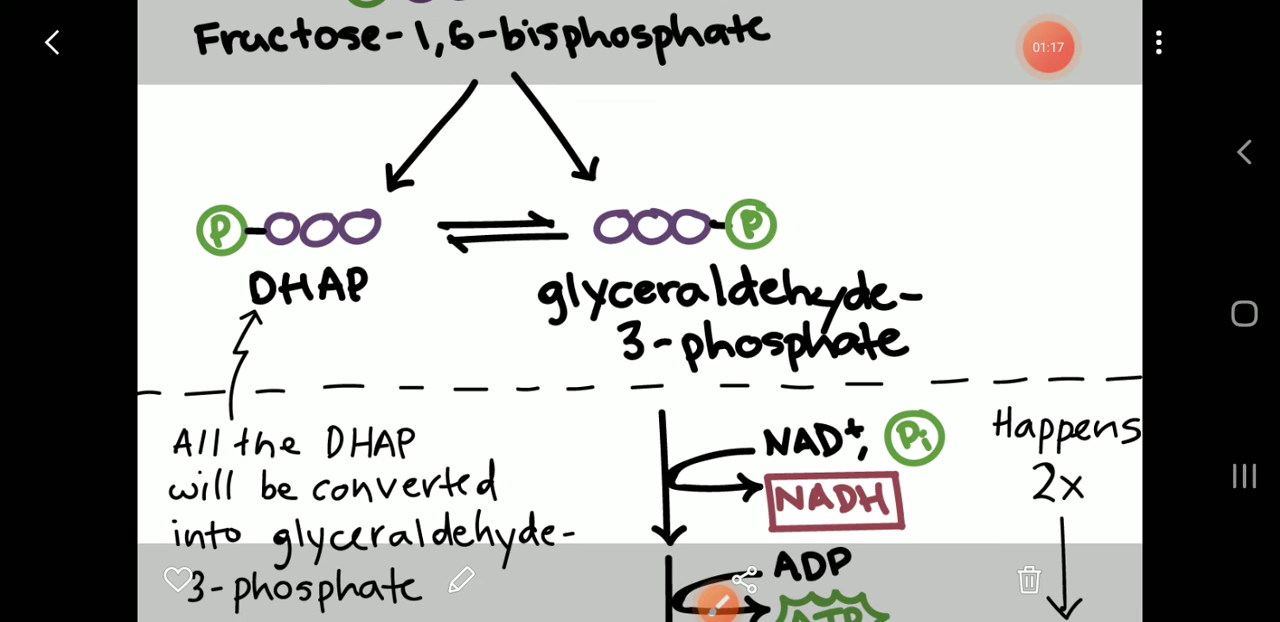 Fructose-1,6-bisphosphate
01:17
P
P
DHAP
glyceraldehyde-
3-phosphate
All the DHAP
will be converted
into glyceraldehyde-
3-phosphate
NAD+, Pi
NADH
Happens
2x
ADP
ATP